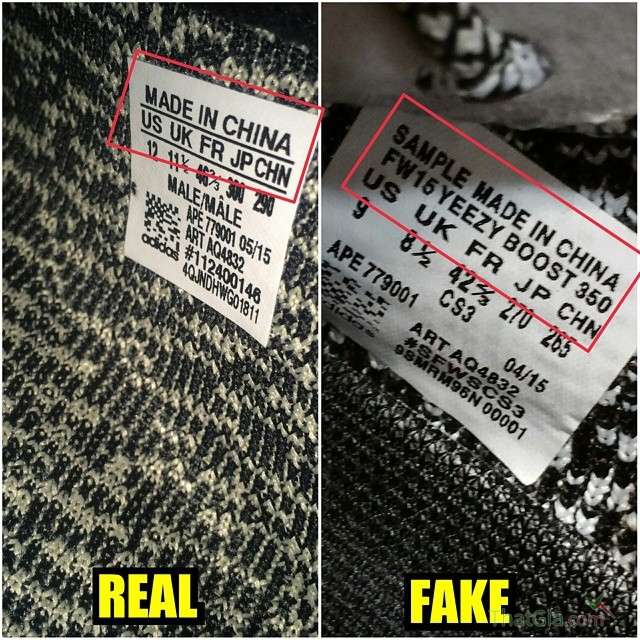 MADE IN CHINA
US UK FR JP CHN
12 11½ 46⅔ 300 290
MALE/MÂLE
APE 779001 05/15
ART AQ4832
#112400146
4QJNDHWG01811
adidas
REAL
SAMPLE MADE IN CHINA
FW15 YEEZY BOOST 350
US UK FR JP CHN
9 8½ 42⅔ 270 265
CS3
APE 779001 04/15
ART AQ4832
#SFWSCS3
99MRM96N 00001
FAKE
ThatGia.com